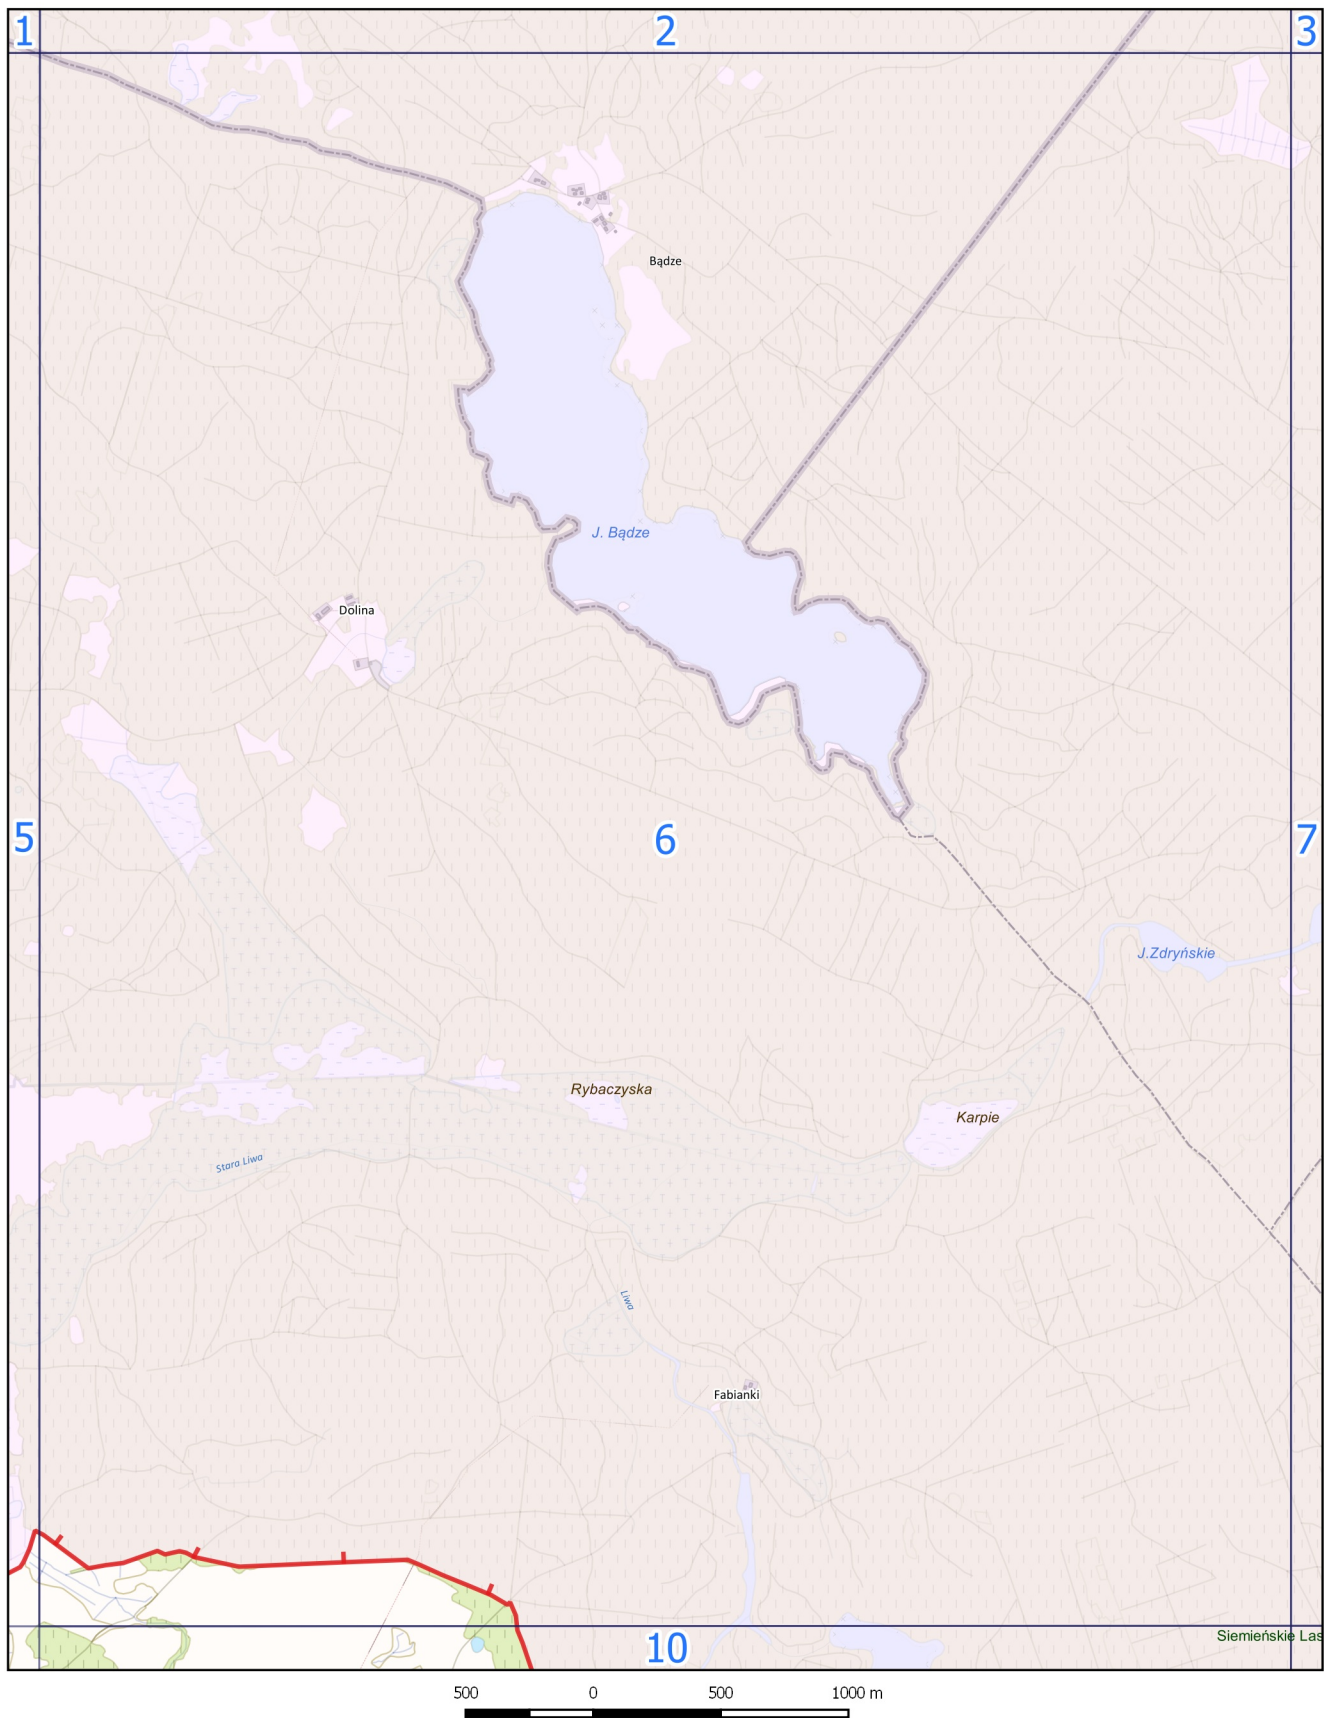 1
2
3
Bądze
J. Bądze
Dolina
5
6
7
J.Zdryńskie
Rybaczyska
Karpie
Stara Liwa
Liwa
Fabianki
Siemieńskie Las
10
500
0
500
1000 m